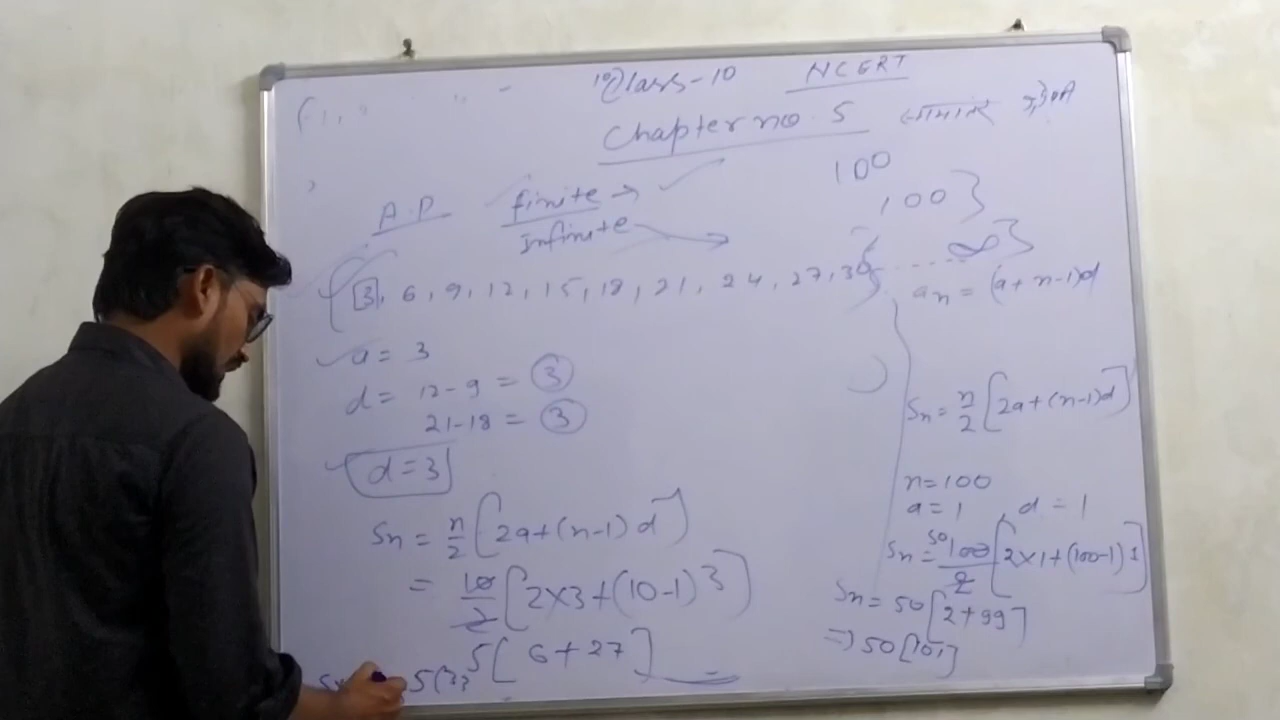 Class-10 NCERT
Chapter no. 5
100
A.P finite →
100}
Infinite
∞}
3, 6, 9, 12, 15, 18, 21, 24, 27, 30
an = (a+n-1)d
a = 3
d = 12-9 = 3
21-18 = 3
d=3
Sn = n/2 [2a+(n-1)d]
= 10/2 [2×3+(10-1)3]
5[6+27]
Sn = n/2 [2a+(n-1)d]
n=100
a=1, d=1
Sn = 50 100/2 [2×1+(100-1)1]
Sn = 50[2+99]
⇒ 50[101]